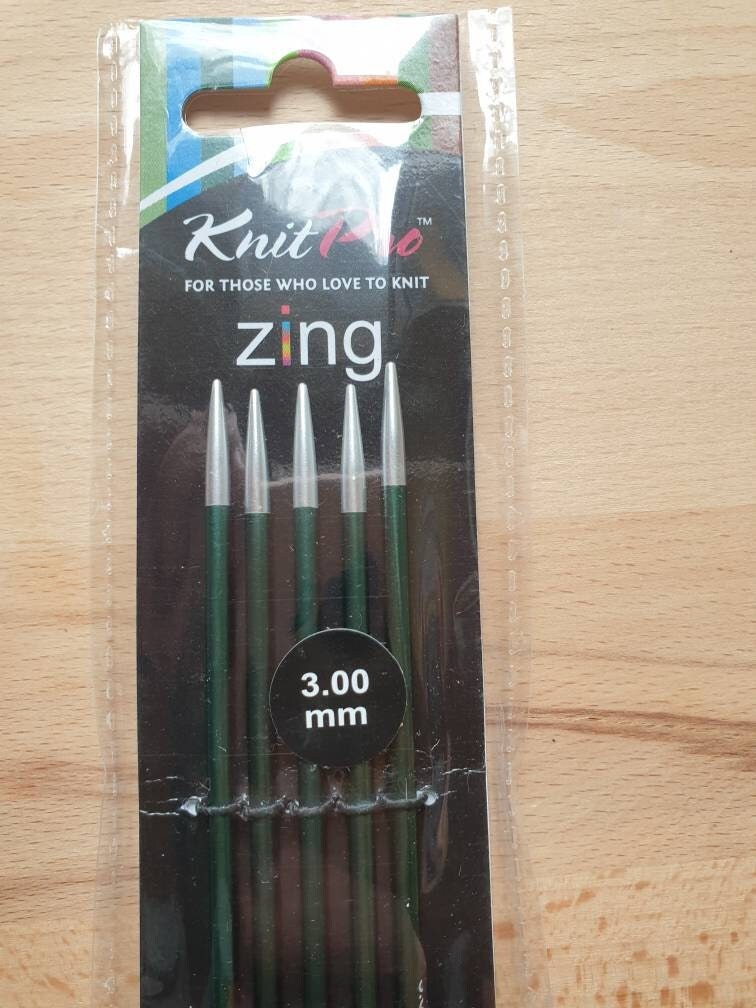 KnitPro™
FOR THOSE WHO LOVE TO KNIT
zing
3.00
mm